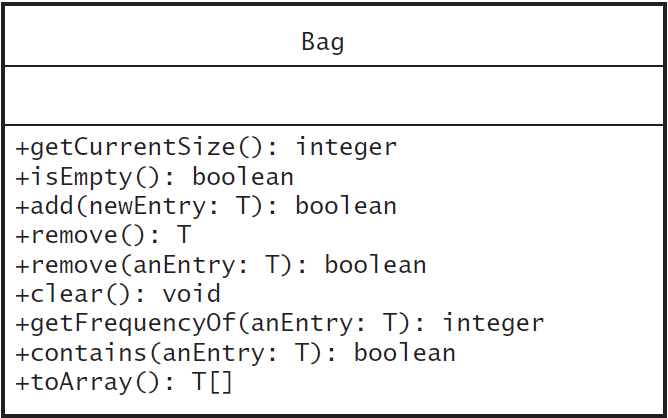 Bag
+getCurrentSize(): integer
+isEmpty(): boolean
+add(newEntry: T): boolean
+remove(): T
+remove(anEntry: T): boolean
+clear(): void
+getFrequencyOf(anEntry: T): integer
+contains(anEntry: T): boolean
+toArray(): T[]